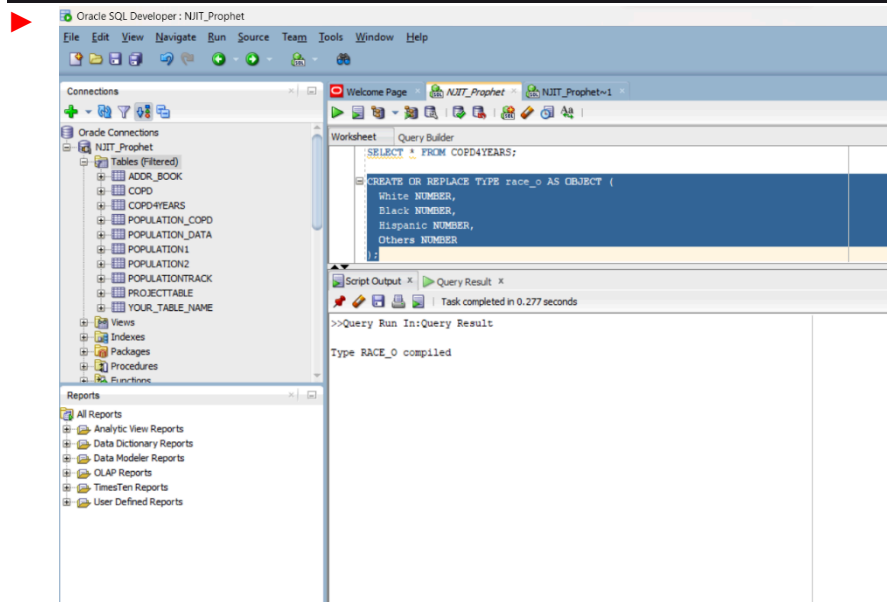 Oracle SQL Developer : NJIT_Prophet
File Edit View Navigate Run Source Team Tools Window Help
Connections
Welcome Page NJIT_Prophet NJIT_Prophet~1
Oracle Connections
NJIT_Prophet
Tables (Filtered)
ADDR_BOOK
COPD
COPD4YEARS
POPULATION_COPD
POPULATION_DATA
POPULATION1
POPULATION2
POPULATIONTRACK
PROJECTTABLE
YOUR_TABLE_NAME
Views
Indexes
Packages
Procedures
Functions
Worksheet Query Builder
SELECT * FROM COPD4YEARS;
CREATE OR REPLACE TYPE race_o AS OBJECT (
White NUMBER,
Black NUMBER,
Hispanic NUMBER,
Others NUMBER
);
Script Output x Query Result x
Task completed in 0.277 seconds
>>Query Run In:Query Result
Type RACE_O compiled
Reports
All Reports
Analytic View Reports
Data Dictionary Reports
Data Modeler Reports
OLAP Reports
TimesTen Reports
User Defined Reports